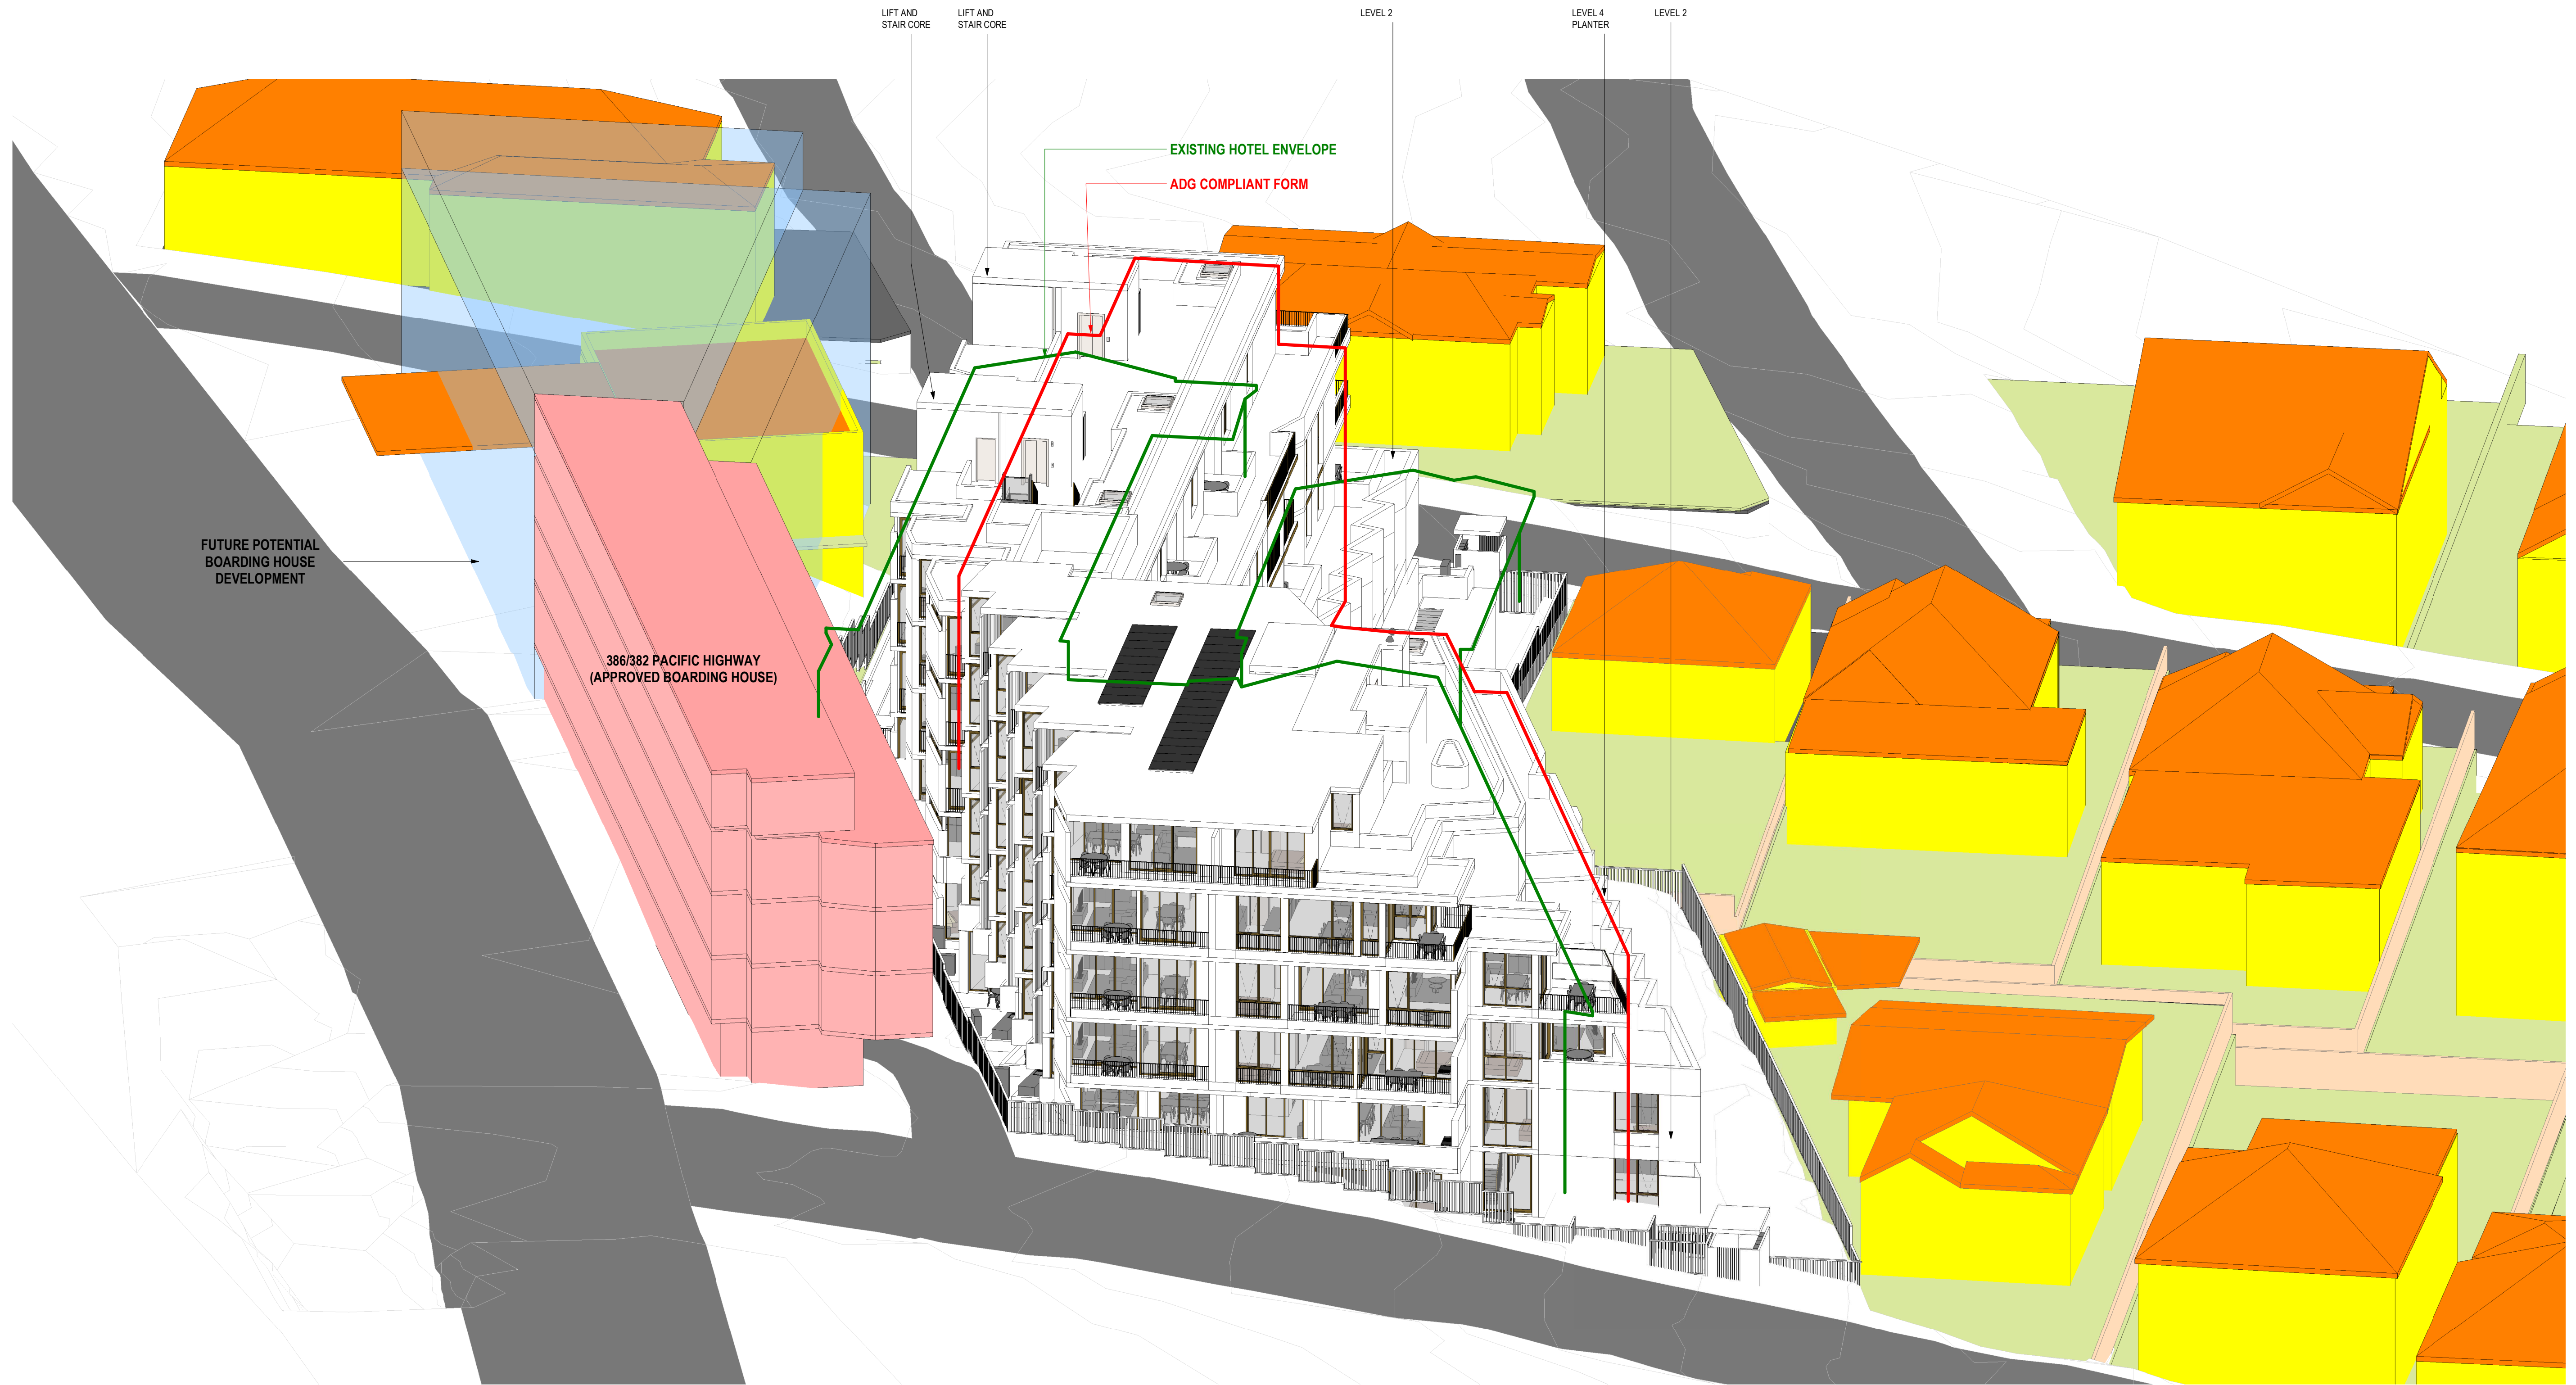 LIFT AND
STAIR CORE
LIFT AND
STAIR CORE
LEVEL 2
LEVEL 4
PLANTER
LEVEL 2
EXISTING HOTEL ENVELOPE
ADG COMPLIANT FORM
FUTURE POTENTIAL
BOARDING HOUSE
DEVELOPMENT
386/382 PACIFIC HIGHWAY
(APPROVED BOARDING HOUSE)